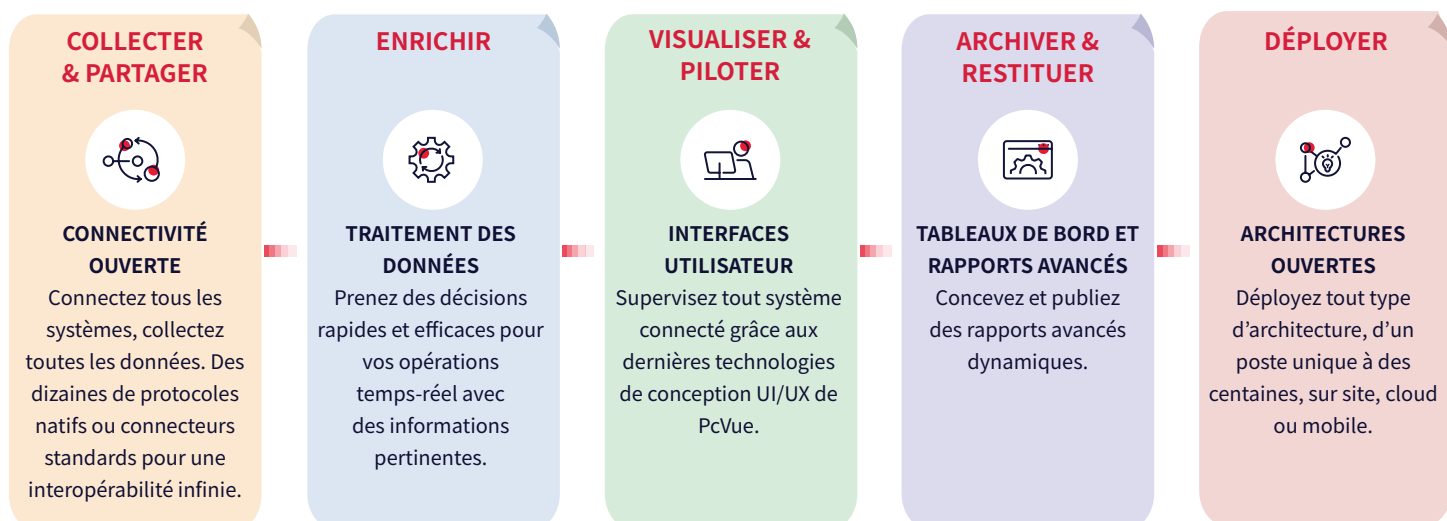 COLLECTER
& PARTAGER
CONNECTIVITÉ
OUVERTE
Connectez tous les
systèmes, collectez
toutes les données. Des
dizaines de protocoles
natifs ou connecteurs
standards pour une
interopérabilité infinie.
ENRICHIR
TRAITEMENT DES
DONNÉES
Prenez des décisions
rapides et efficaces pour
vos opérations
temps-réel avec
des informations
pertinentes.
VISUALISER &
PILOTER
INTERFACES
UTILISATEUR
Supervisez tout système
connecté grâce aux
dernières technologies
de conception UI/UX de
PcVue.
ARCHIVER &
RESTITUER
TABLEAUX DE BORD ET
RAPPORTS AVANCÉS
Concevez et publiez
des rapports avancés
dynamiques.
DÉPLOYER
ARCHITECTURES
OUVERTES
Déployez tout type
d’architecture, d’un
poste unique à des
centaines, sur site, cloud
ou mobile.